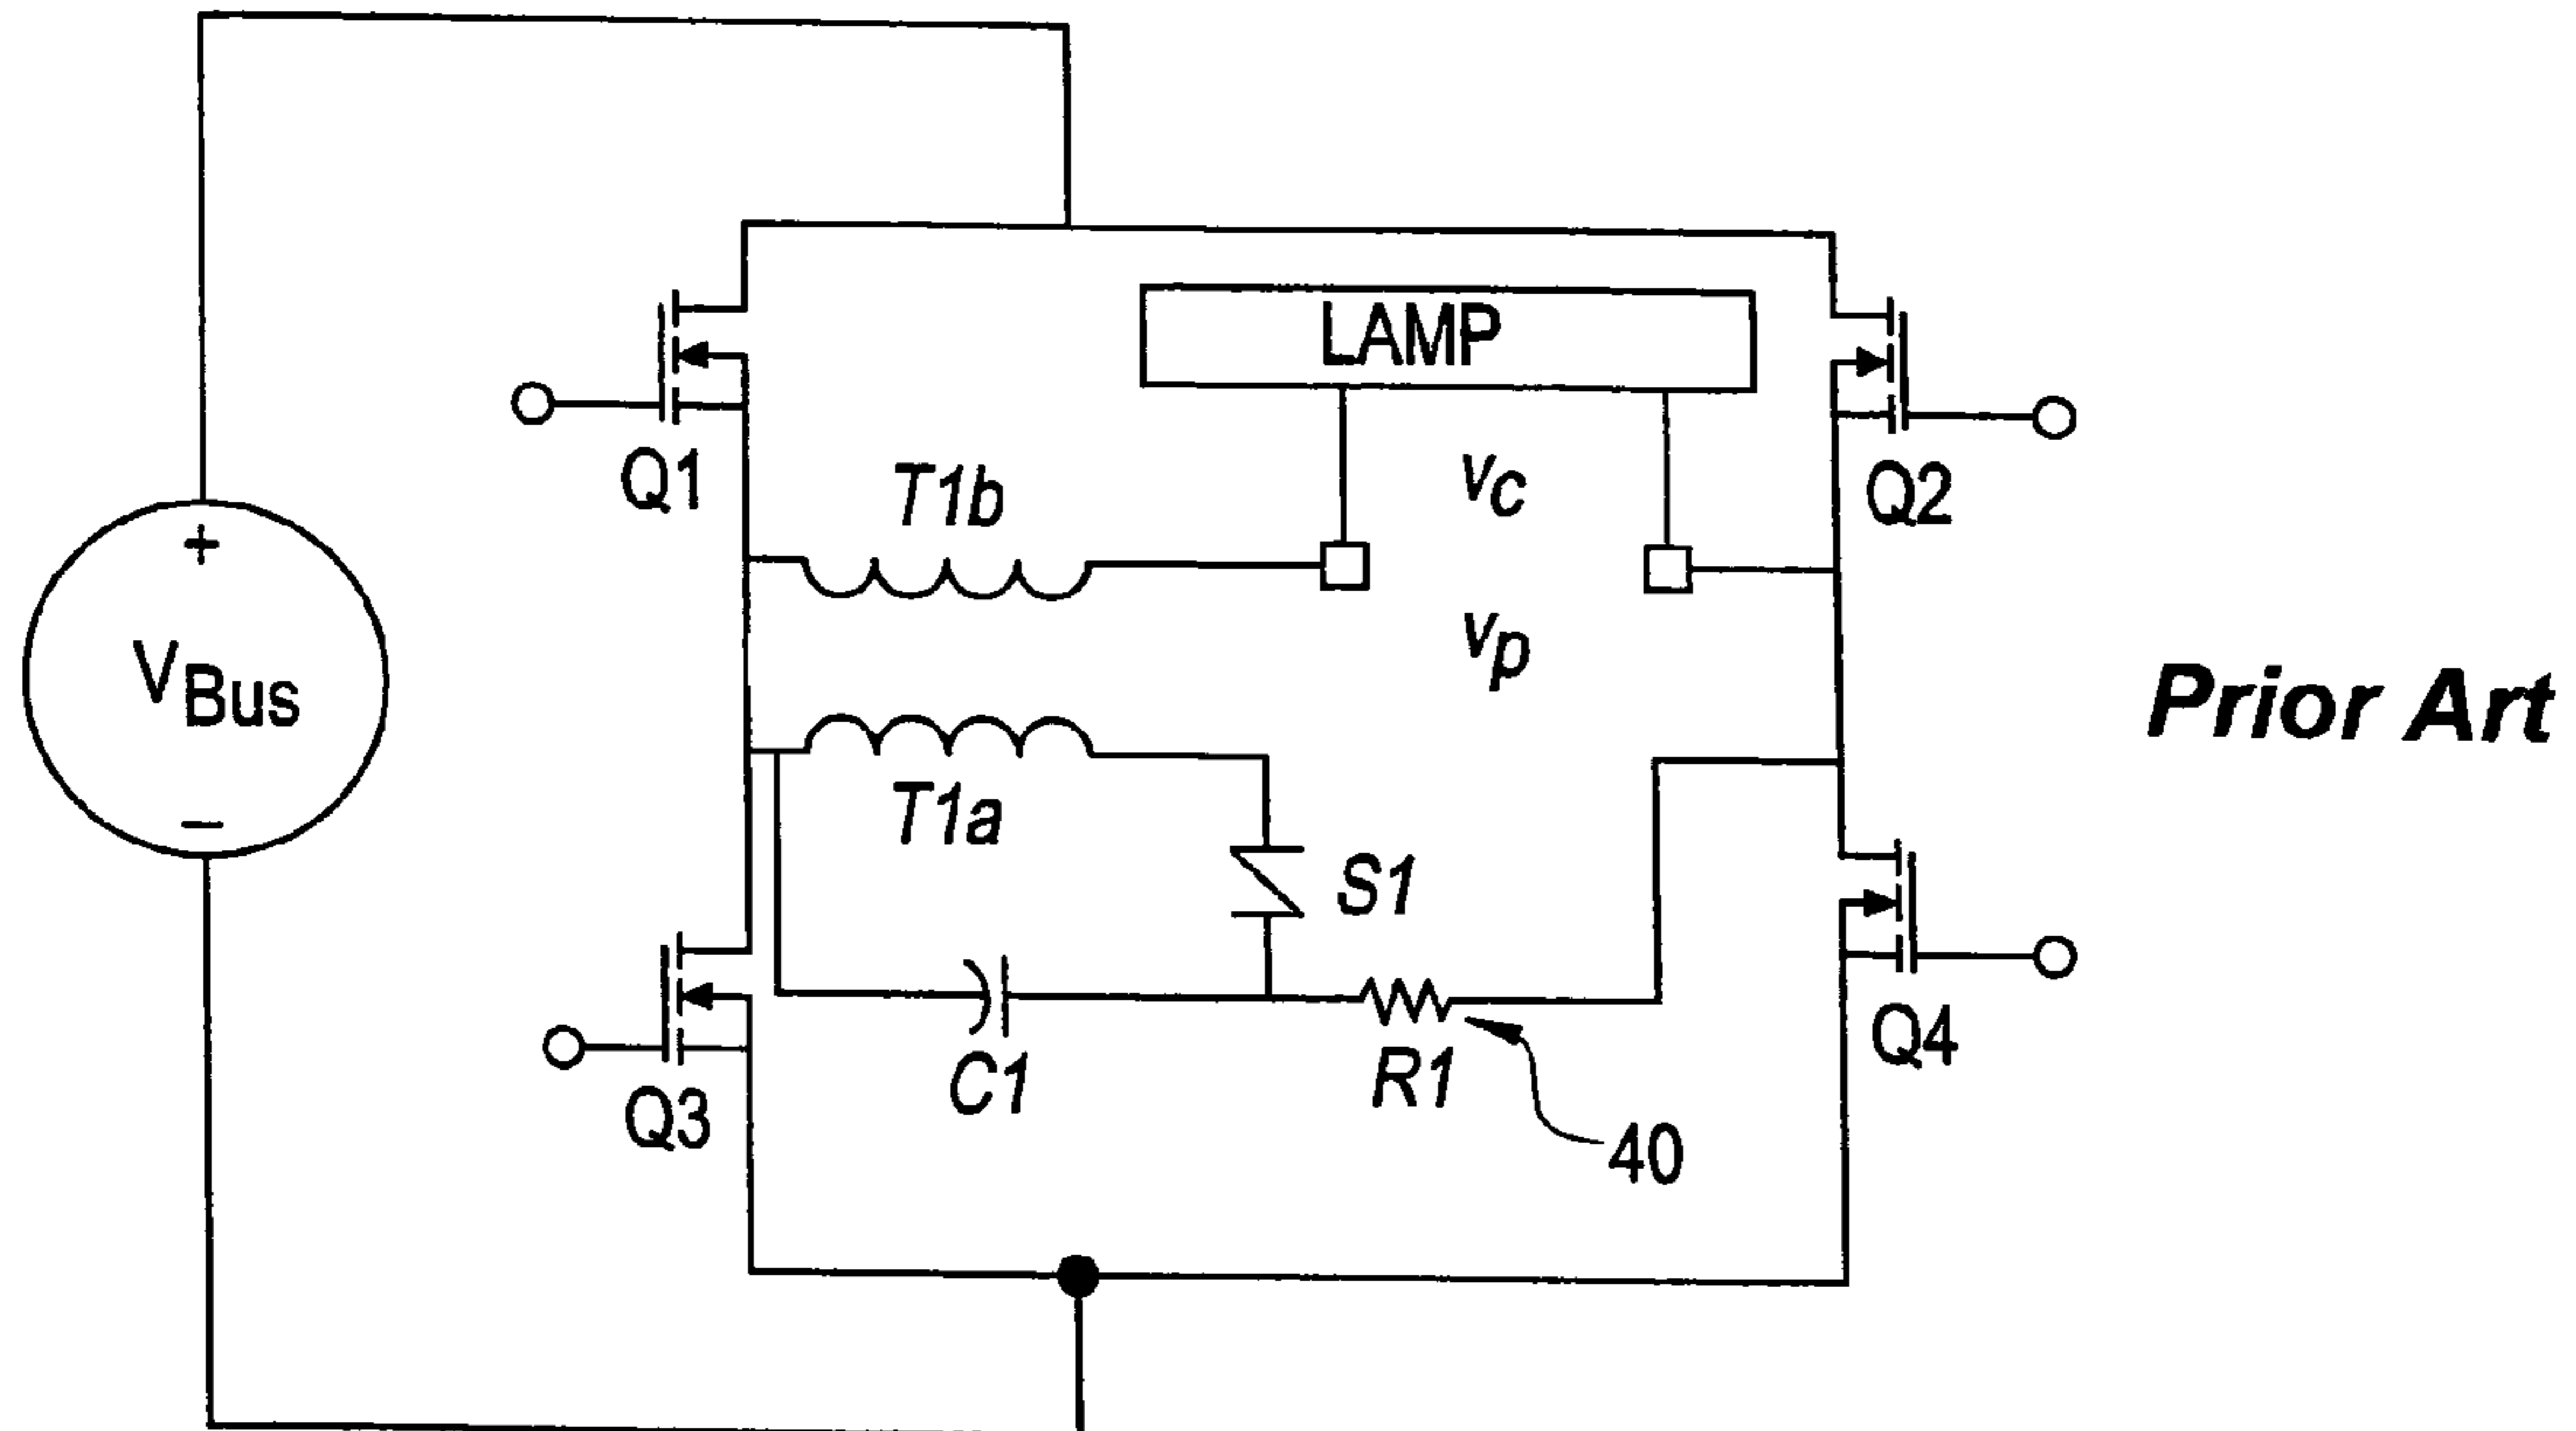 LAMP
Q1
T1b
vc
Q2
+
VBus
−
vp
Prior Art
T1a
S1
Q3
C1
R1
Q4
40